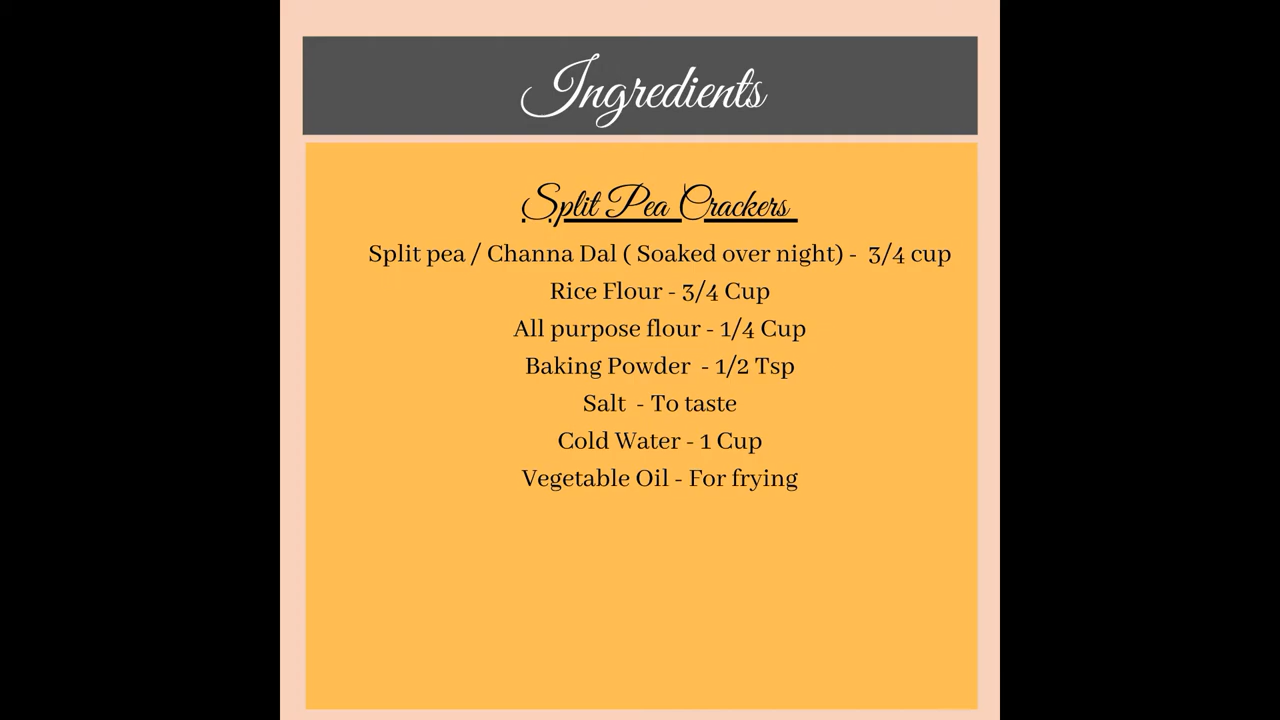 Ingredients
Split Pea Crackers
Split pea / Channa Dal ( Soaked over night) -  3/4 cup
Rice Flour - 3/4 Cup
All purpose flour - 1/4 Cup
Baking Powder  - 1/2 Tsp
Salt  - To taste
Cold Water - 1 Cup
Vegetable Oil - For frying